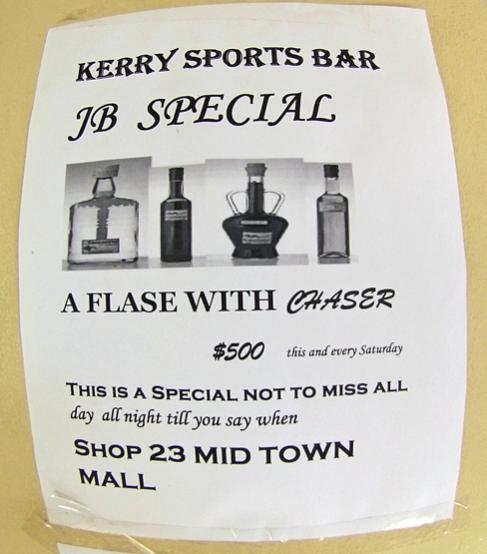 KERRY SPORTS BAR
JB SPECIAL
A FLASE WITH CHASER
$500 this and every Saturday
THIS IS A SPECIAL NOT TO MISS ALL
day all night till you say when
SHOP 23 MID TOWN
MALL